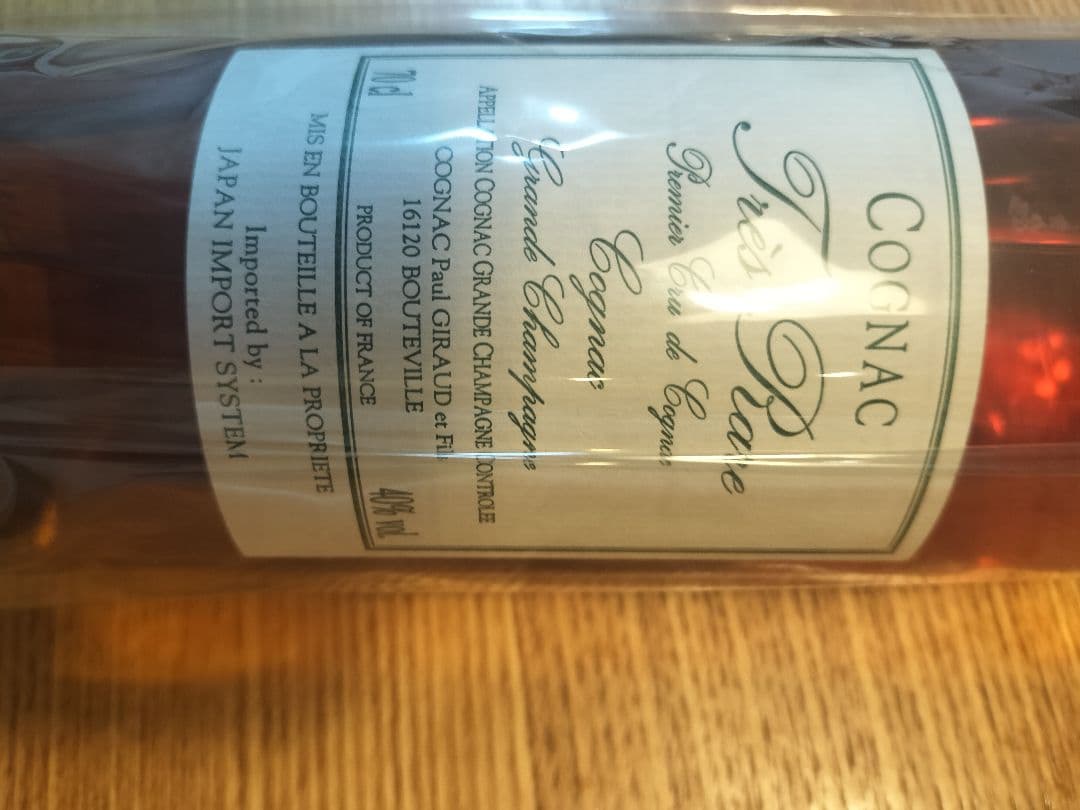 COGNAC
Très Rare
Premier Cru de Cognac
Cognac
Grande Champagne
APPELLATION COGNAC GRANDE CHAMPAGNE CONTROLEE
COGNAC Paul GIRAUD et Fils
16120 BOUTEVILLE
70 cl PRODUCT OF FRANCE 40% vol
MIS EN BOUTEILLE A LA PROPRIETE
Imported by :
JAPAN IMPORT SYSTEM